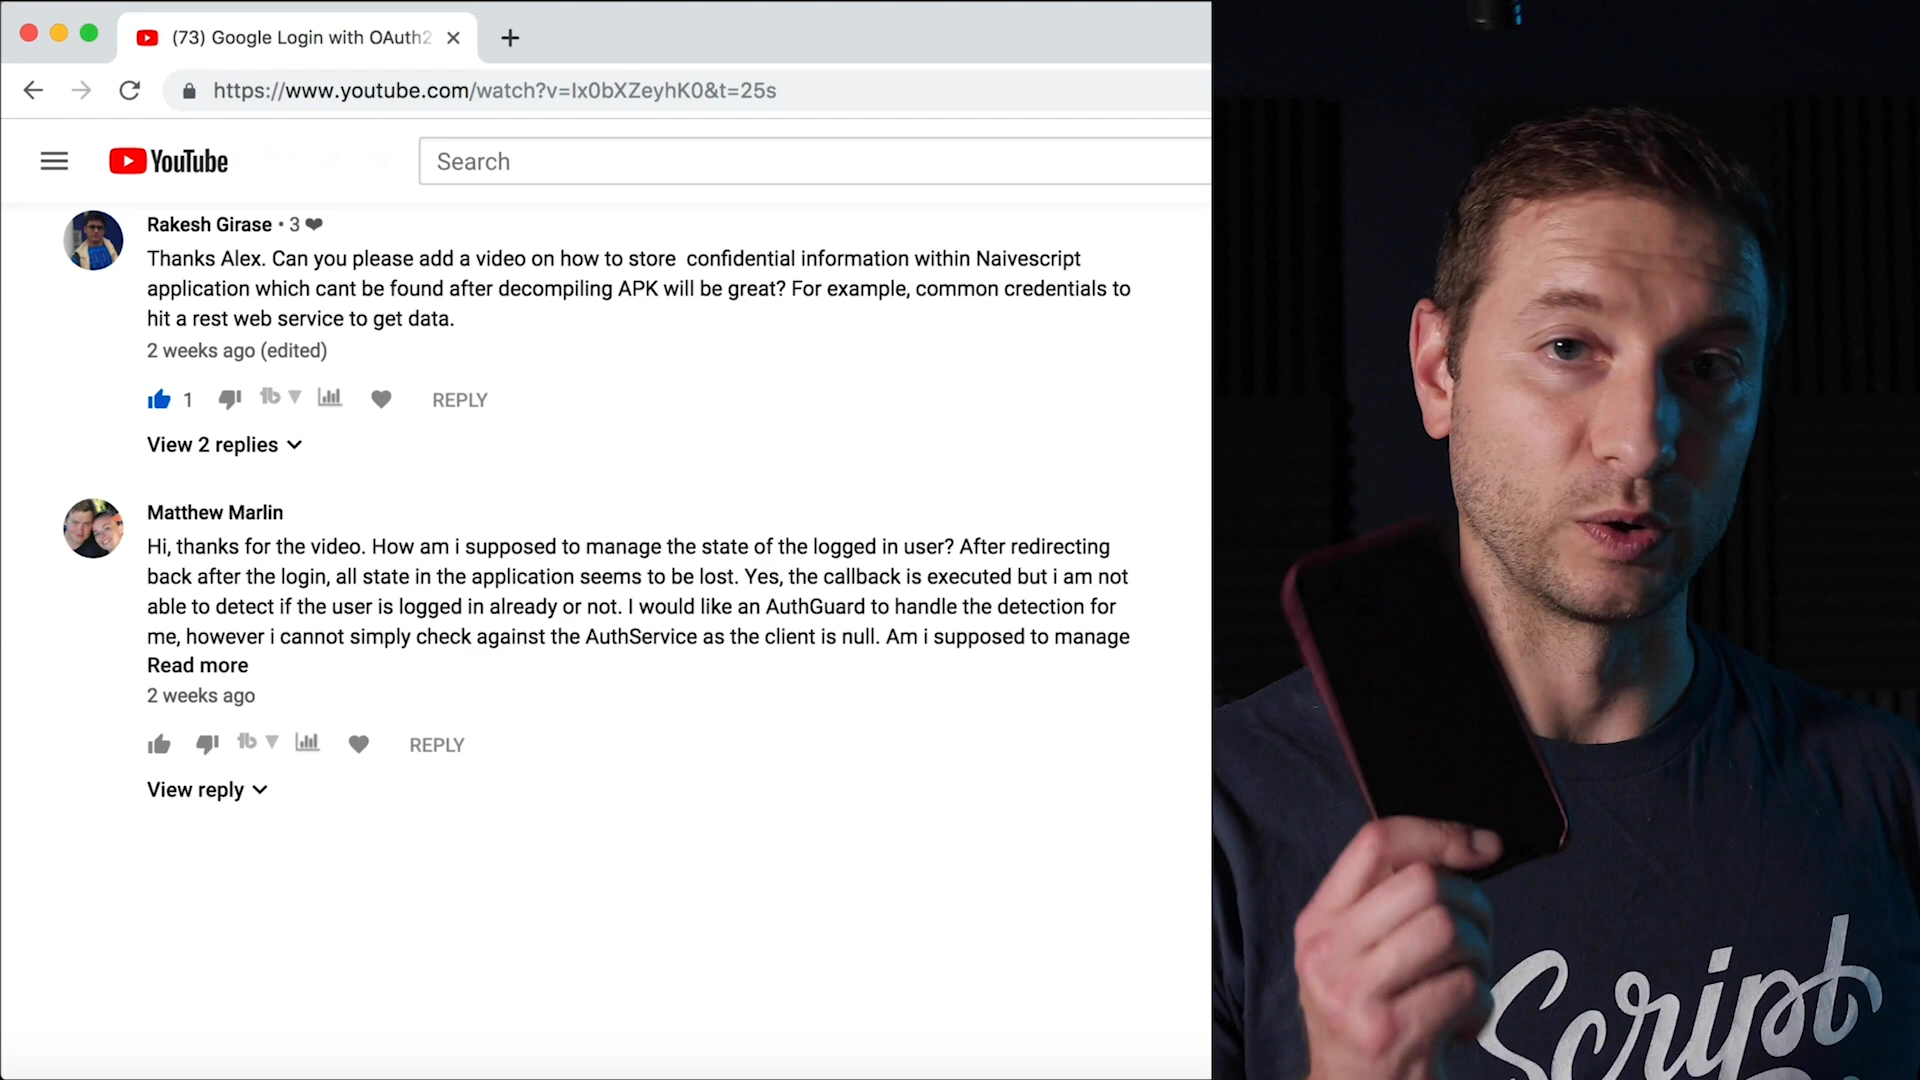 (73) Google Login with OAuth2
https://www.youtube.com/watch?v=Ix0bXZeyhK0&t=25s
YouTube
Search
Rakesh Girase • 3 ❤
Thanks Alex. Can you please add a video on how to store  confidential information within Naivescript
application which cant be found after decompiling APK will be great? For example, common credentials to
hit a rest web service to get data.
2 weeks ago (edited)
1
REPLY
View 2 replies
Matthew Marlin
Hi, thanks for the video. How am i supposed to manage the state of the logged in user? After redirecting
back after the login, all state in the application seems to be lost. Yes, the callback is executed but i am not
able to detect if the user is logged in already or not. I would like an AuthGuard to handle the detection for
me, however i cannot simply check against the AuthService as the client is null. Am i supposed to manage
Read more
2 weeks ago
REPLY
View reply
Script